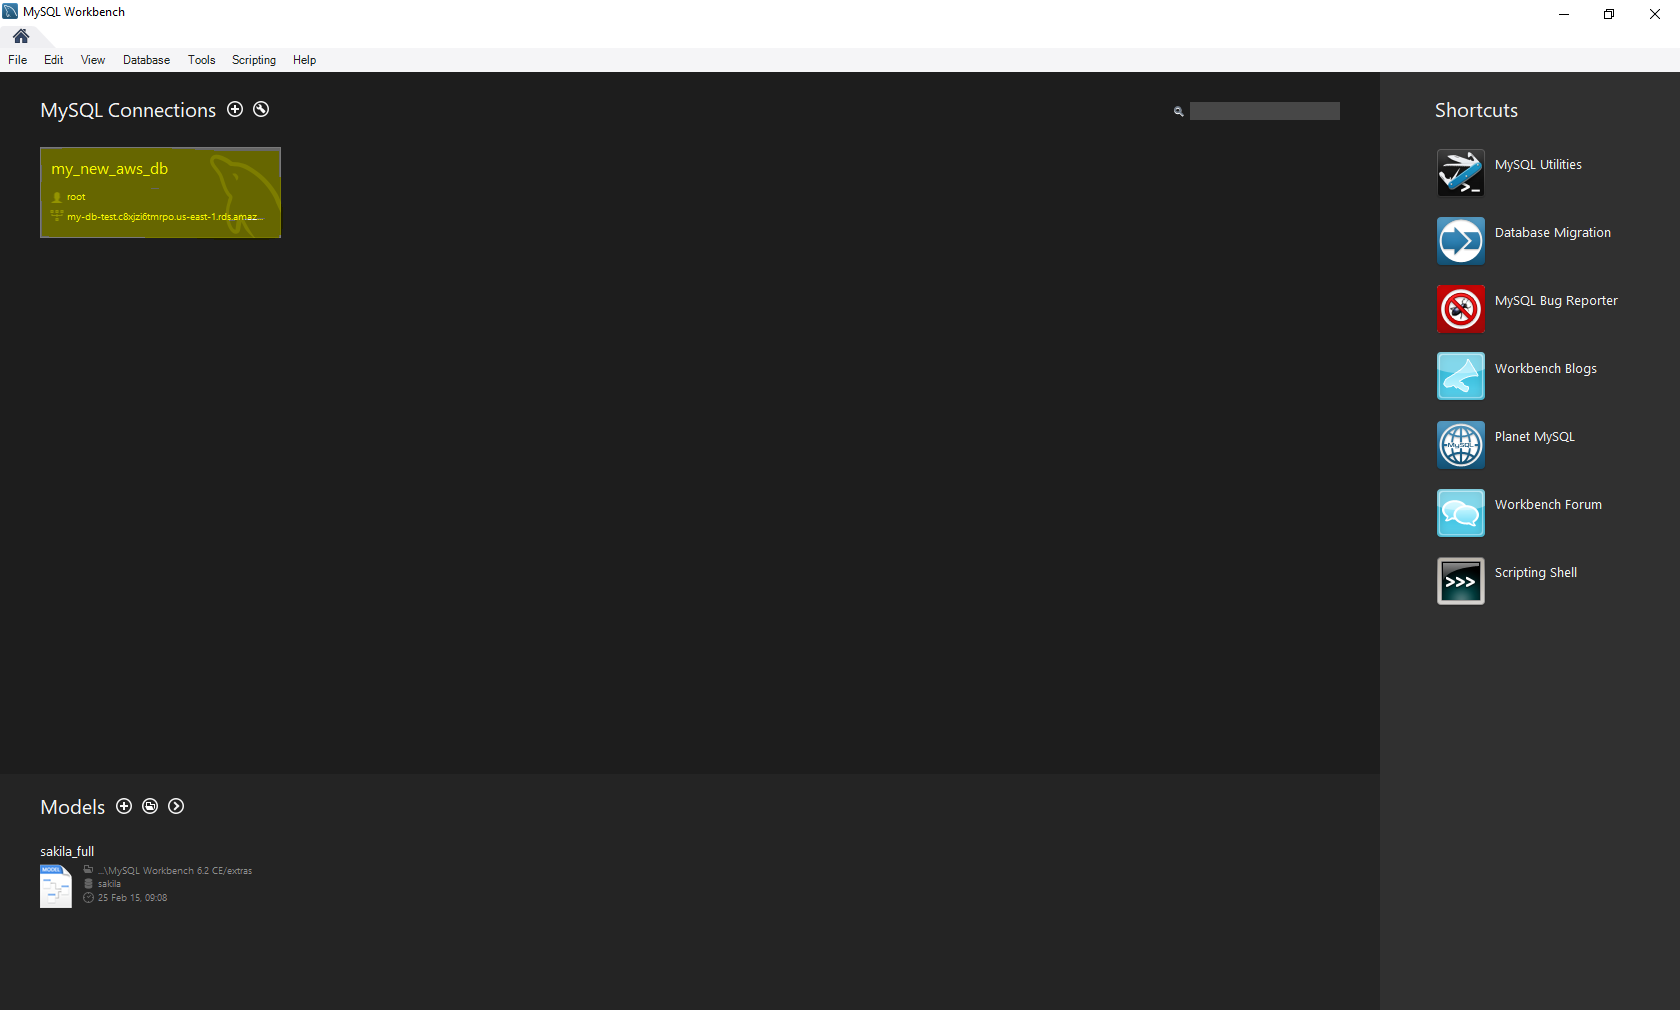 MySQL Workbench
File Edit View Database Tools Scripting Help
MySQL Connections
my_new_aws_db
root
my-db-test.c8xjzi6tmrpo.us-east-1.rds.amaz...
Shortcuts
MySQL Utilities
Database Migration
MySQL Bug Reporter
Workbench Blogs
MySQL
Planet MySQL
Workbench Forum
>>>
Scripting Shell
Models
sakila_full
MODEL
...\MySQL Workbench 6.2 CE/extras
sakila
25 Feb 15, 09:08